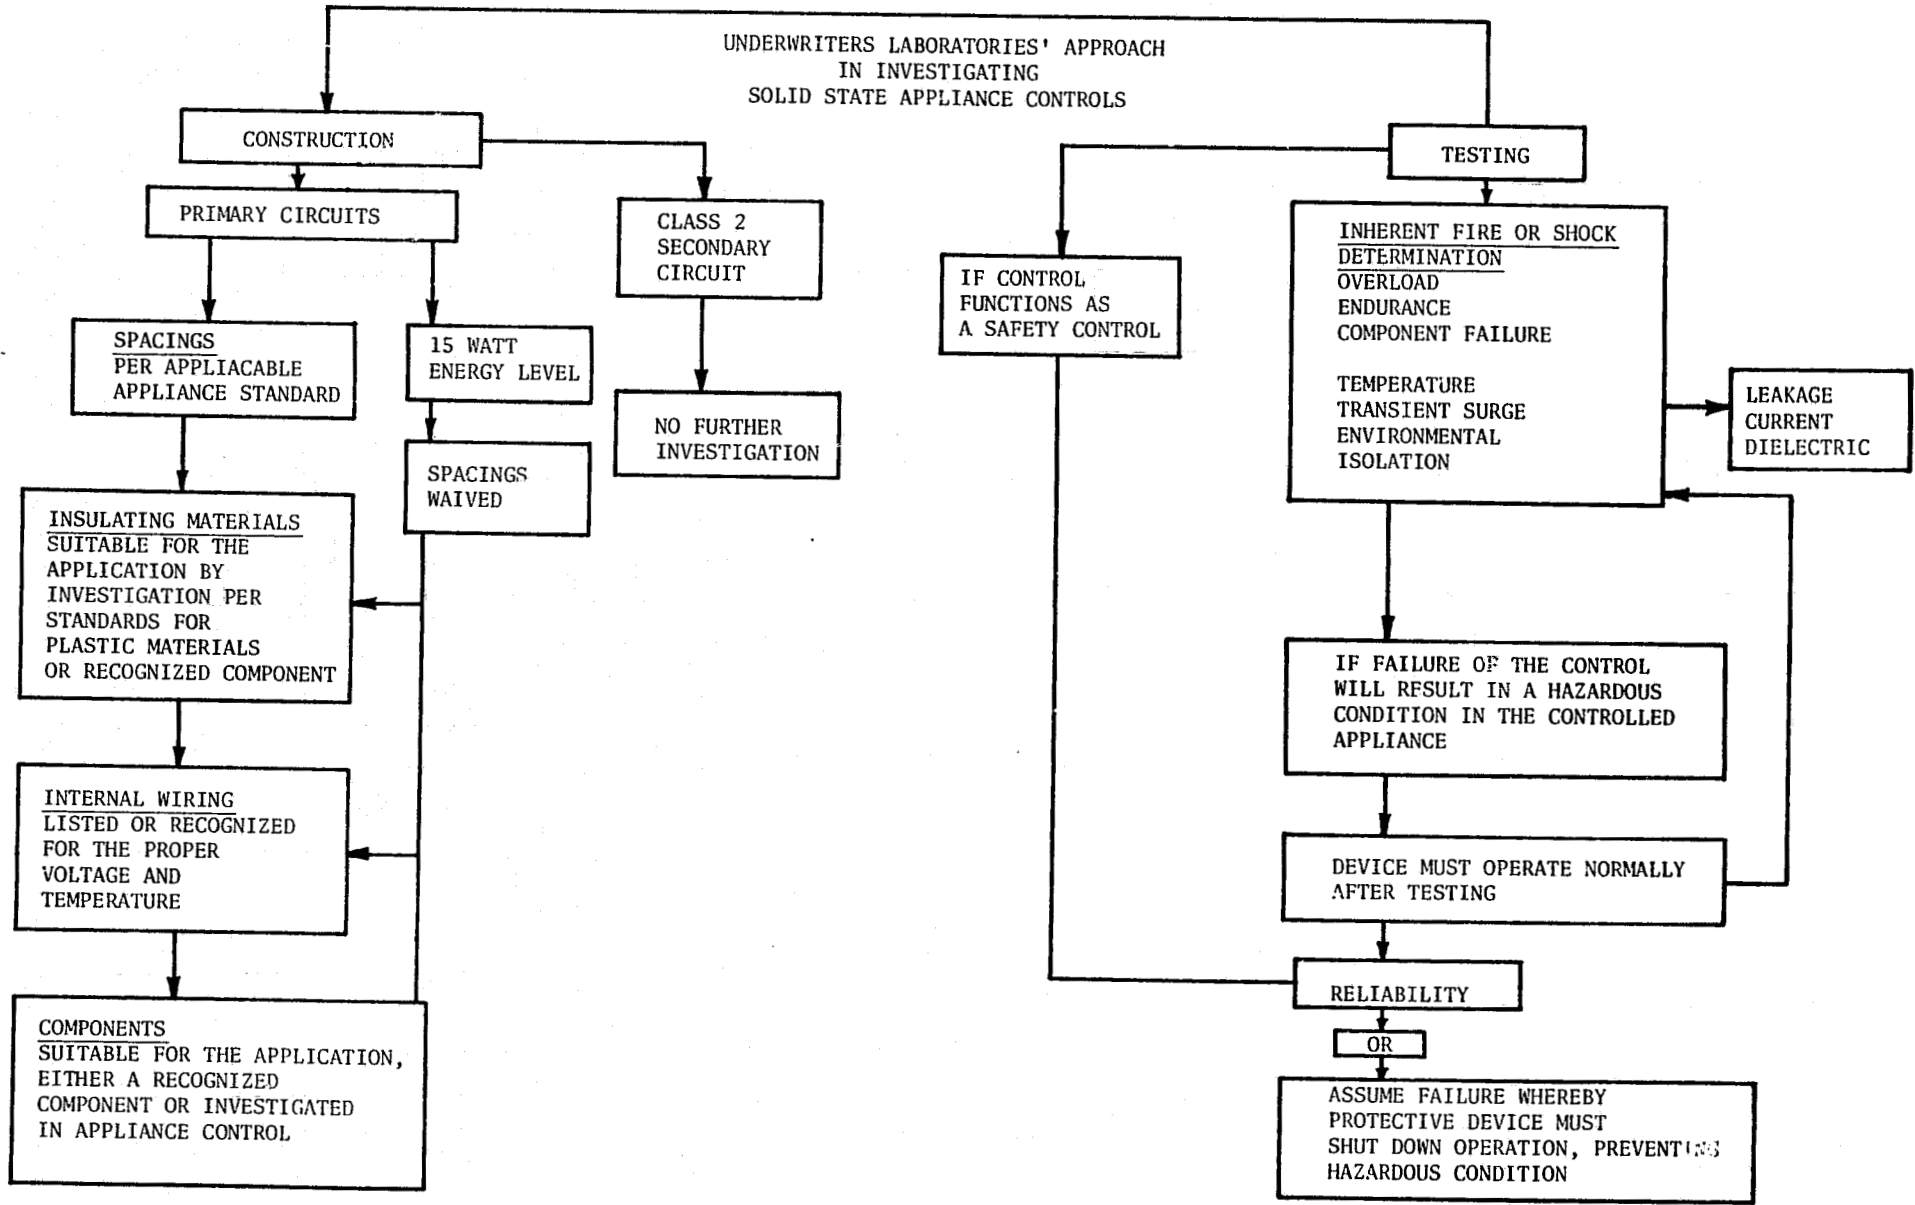 UNDERWRITERS LABORATORIES' APPROACH
IN INVESTIGATING
SOLID STATE APPLIANCE CONTROLS
CONSTRUCTION
PRIMARY CIRCUITS
CLASS 2
SECONDARY
CIRCUIT
NO FURTHER
INVESTIGATION
SPACINGS
PER APPLIACABLE
APPLIANCE STANDARD
15 WATT
ENERGY LEVEL
SPACINGS
WAIVED
INSULATING MATERIALS
SUITABLE FOR THE
APPLICATION BY
INVESTIGATION PER
STANDARDS FOR
PLASTIC MATERIALS
OR RECOGNIZED COMPONENT
INTERNAL WIRING
LISTED OR RECOGNIZED
FOR THE PROPER
VOLTAGE AND
TEMPERATURE
COMPONENTS
SUITABLE FOR THE APPLICATION,
EITHER A RECOGNIZED
COMPONENT OR INVESTIGATED
IN APPLIANCE CONTROL
TESTING
IF CONTROL
FUNCTIONS AS
A SAFETY CONTROL
INHERENT FIRE OR SHOCK
DETERMINATION
OVERLOAD
ENDURANCE
COMPONENT FAILURE
TEMPERATURE
TRANSIENT SURGE
ENVIRONMENTAL
ISOLATION
LEAKAGE
CURRENT
DIELECTRIC
IF FAILURE OF THE CONTROL
WILL RESULT IN A HAZARDOUS
CONDITION IN THE CONTROLLED
APPLIANCE
DEVICE MUST OPERATE NORMALLY
AFTER TESTING
RELIABILITY
OR
ASSUME FAILURE WHEREBY
PROTECTIVE DEVICE MUST
SHUT DOWN OPERATION, PREVENTING
HAZARDOUS CONDITION